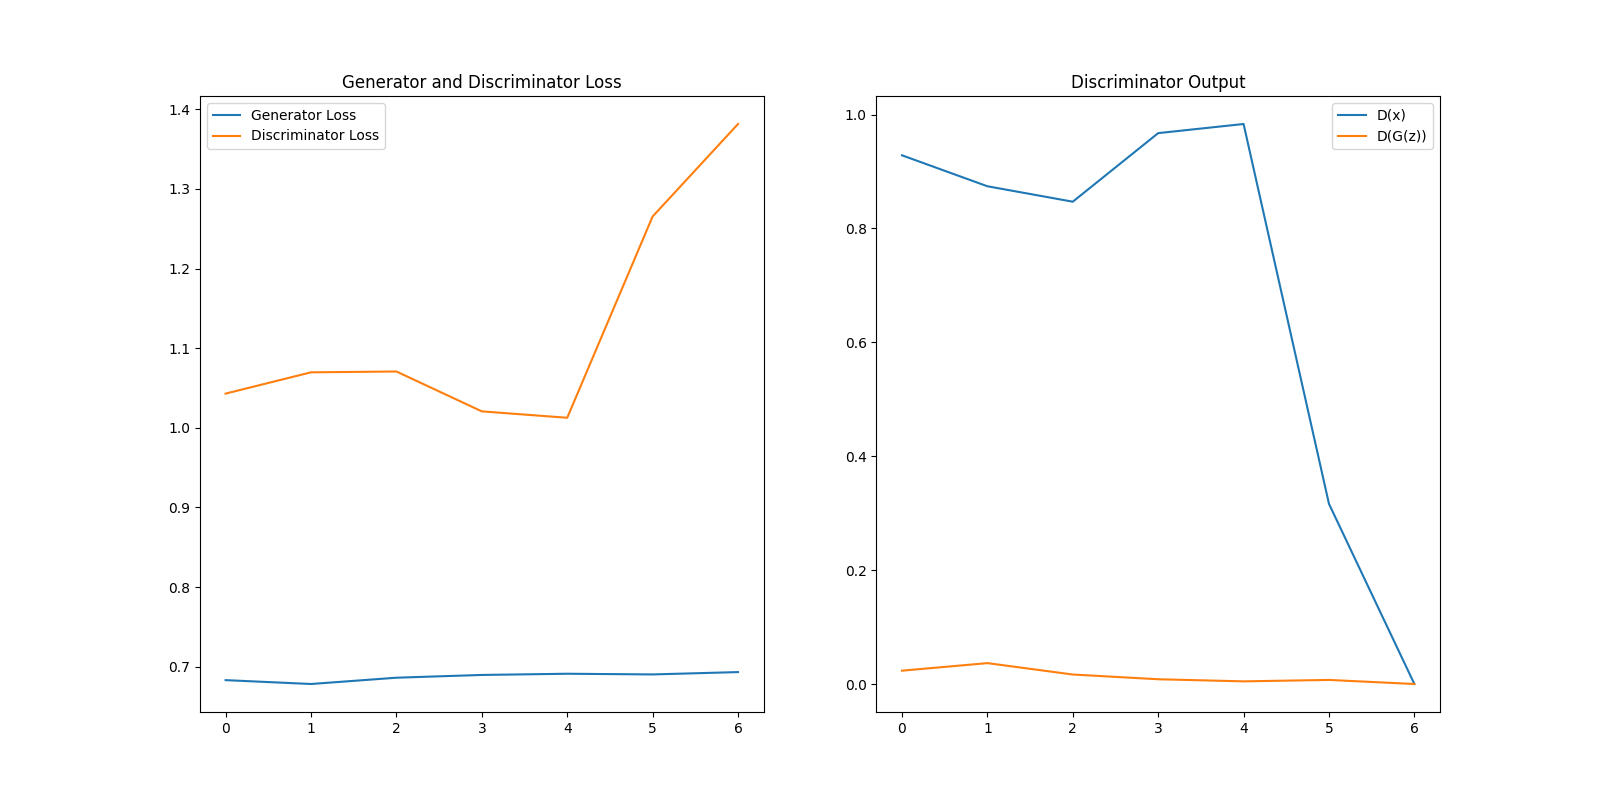 Generator and Discriminator Loss
Generator Loss
Discriminator Loss
1.4
1.3
1.2
1.1
1.0
0.9
0.8
0.7
0 1 2 3 4 5 6
Discriminator Output
D(x)
D(G(z))
1.0
0.8
0.6
0.4
0.2
0.0
0 1 2 3 4 5 6